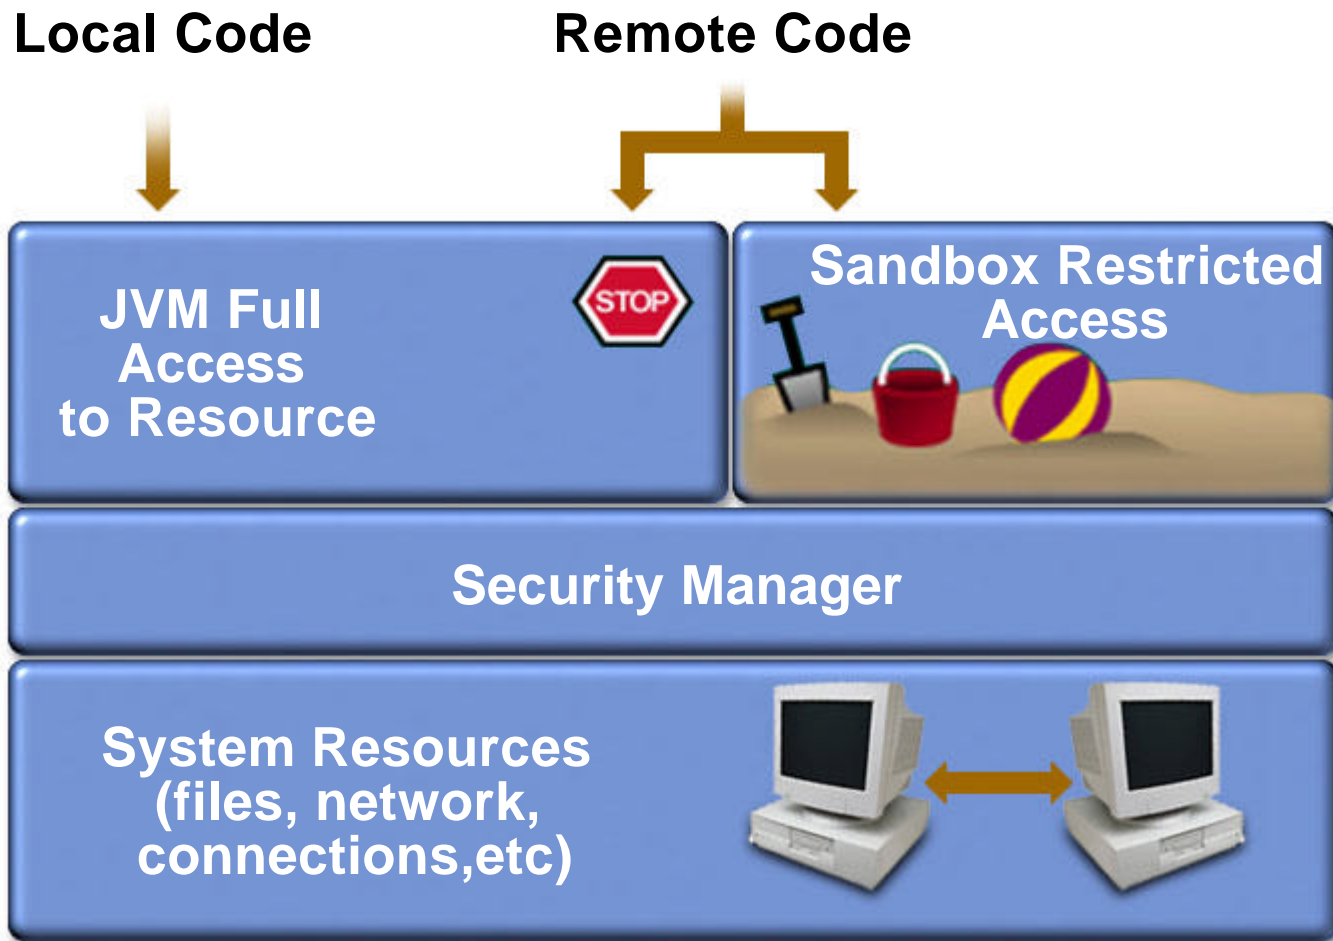 Local Code
Remote Code
JVM Full
Access
to Resource
STOP
Sandbox Restricted
Access
Security Manager
System Resources
(files, network,
connections,etc)